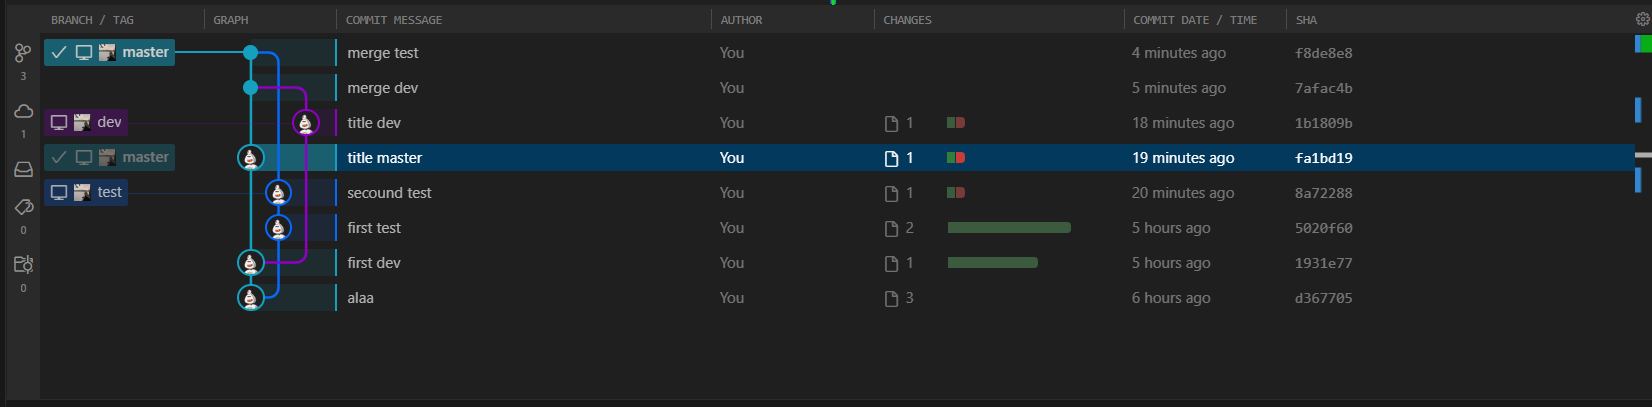 BRANCH / TAG GRAPH COMMIT MESSAGE AUTHOR CHANGES COMMIT DATE / TIME SHA
master merge test You 4 minutes ago f8de8e8
3
merge dev You 5 minutes ago 7afac4b
1 dev title dev You 1 18 minutes ago 1b1809b
master title master You 1 19 minutes ago fa1bd19
test secound test You 1 20 minutes ago 8a72288
0 first test You 2 5 hours ago 5020f60
first dev You 1 5 hours ago 1931e77
0 alaa You 3 6 hours ago d367705